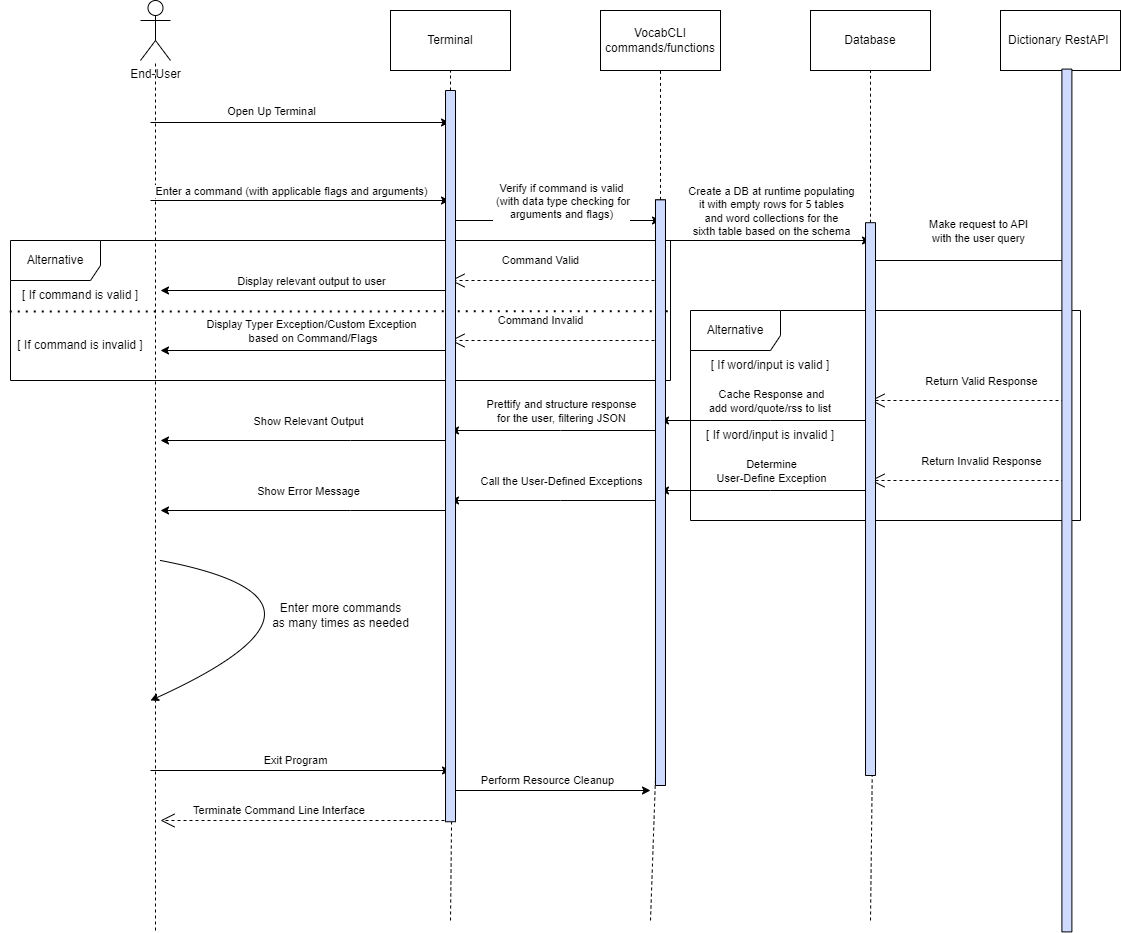 End-User
Terminal
VocabCLI
commands/functions
Database
Dictionary RestAPI
Open Up Terminal
Enter a command (with applicable flags and arguments)
Verify if command is valid
(with data type checking for
arguments and flags)
Create a DB at runtime populating
it with empty rows for 5 tables
and word collections for the
sixth table based on the schema
Make request to API
with the user query
Alternative
[ If command is valid ]
Command Valid
Display relevant output to user
[ If command is invalid ]
Display Typer Exception/Custom Exception
based on Command/Flags
Command Invalid
Alternative
[ If word/input is valid ]
Return Valid Response
Cache Response and
add word/quote/rss to list
Prettify and structure response
for the user, filtering JSON
Show Relevant Output
[ If word/input is invalid ]
Return Invalid Response
Determine
User-Define Exception
Call the User-Defined Exceptions
Show Error Message
Enter more commands
as many times as needed
Exit Program
Perform Resource Cleanup
Terminate Command Line Interface